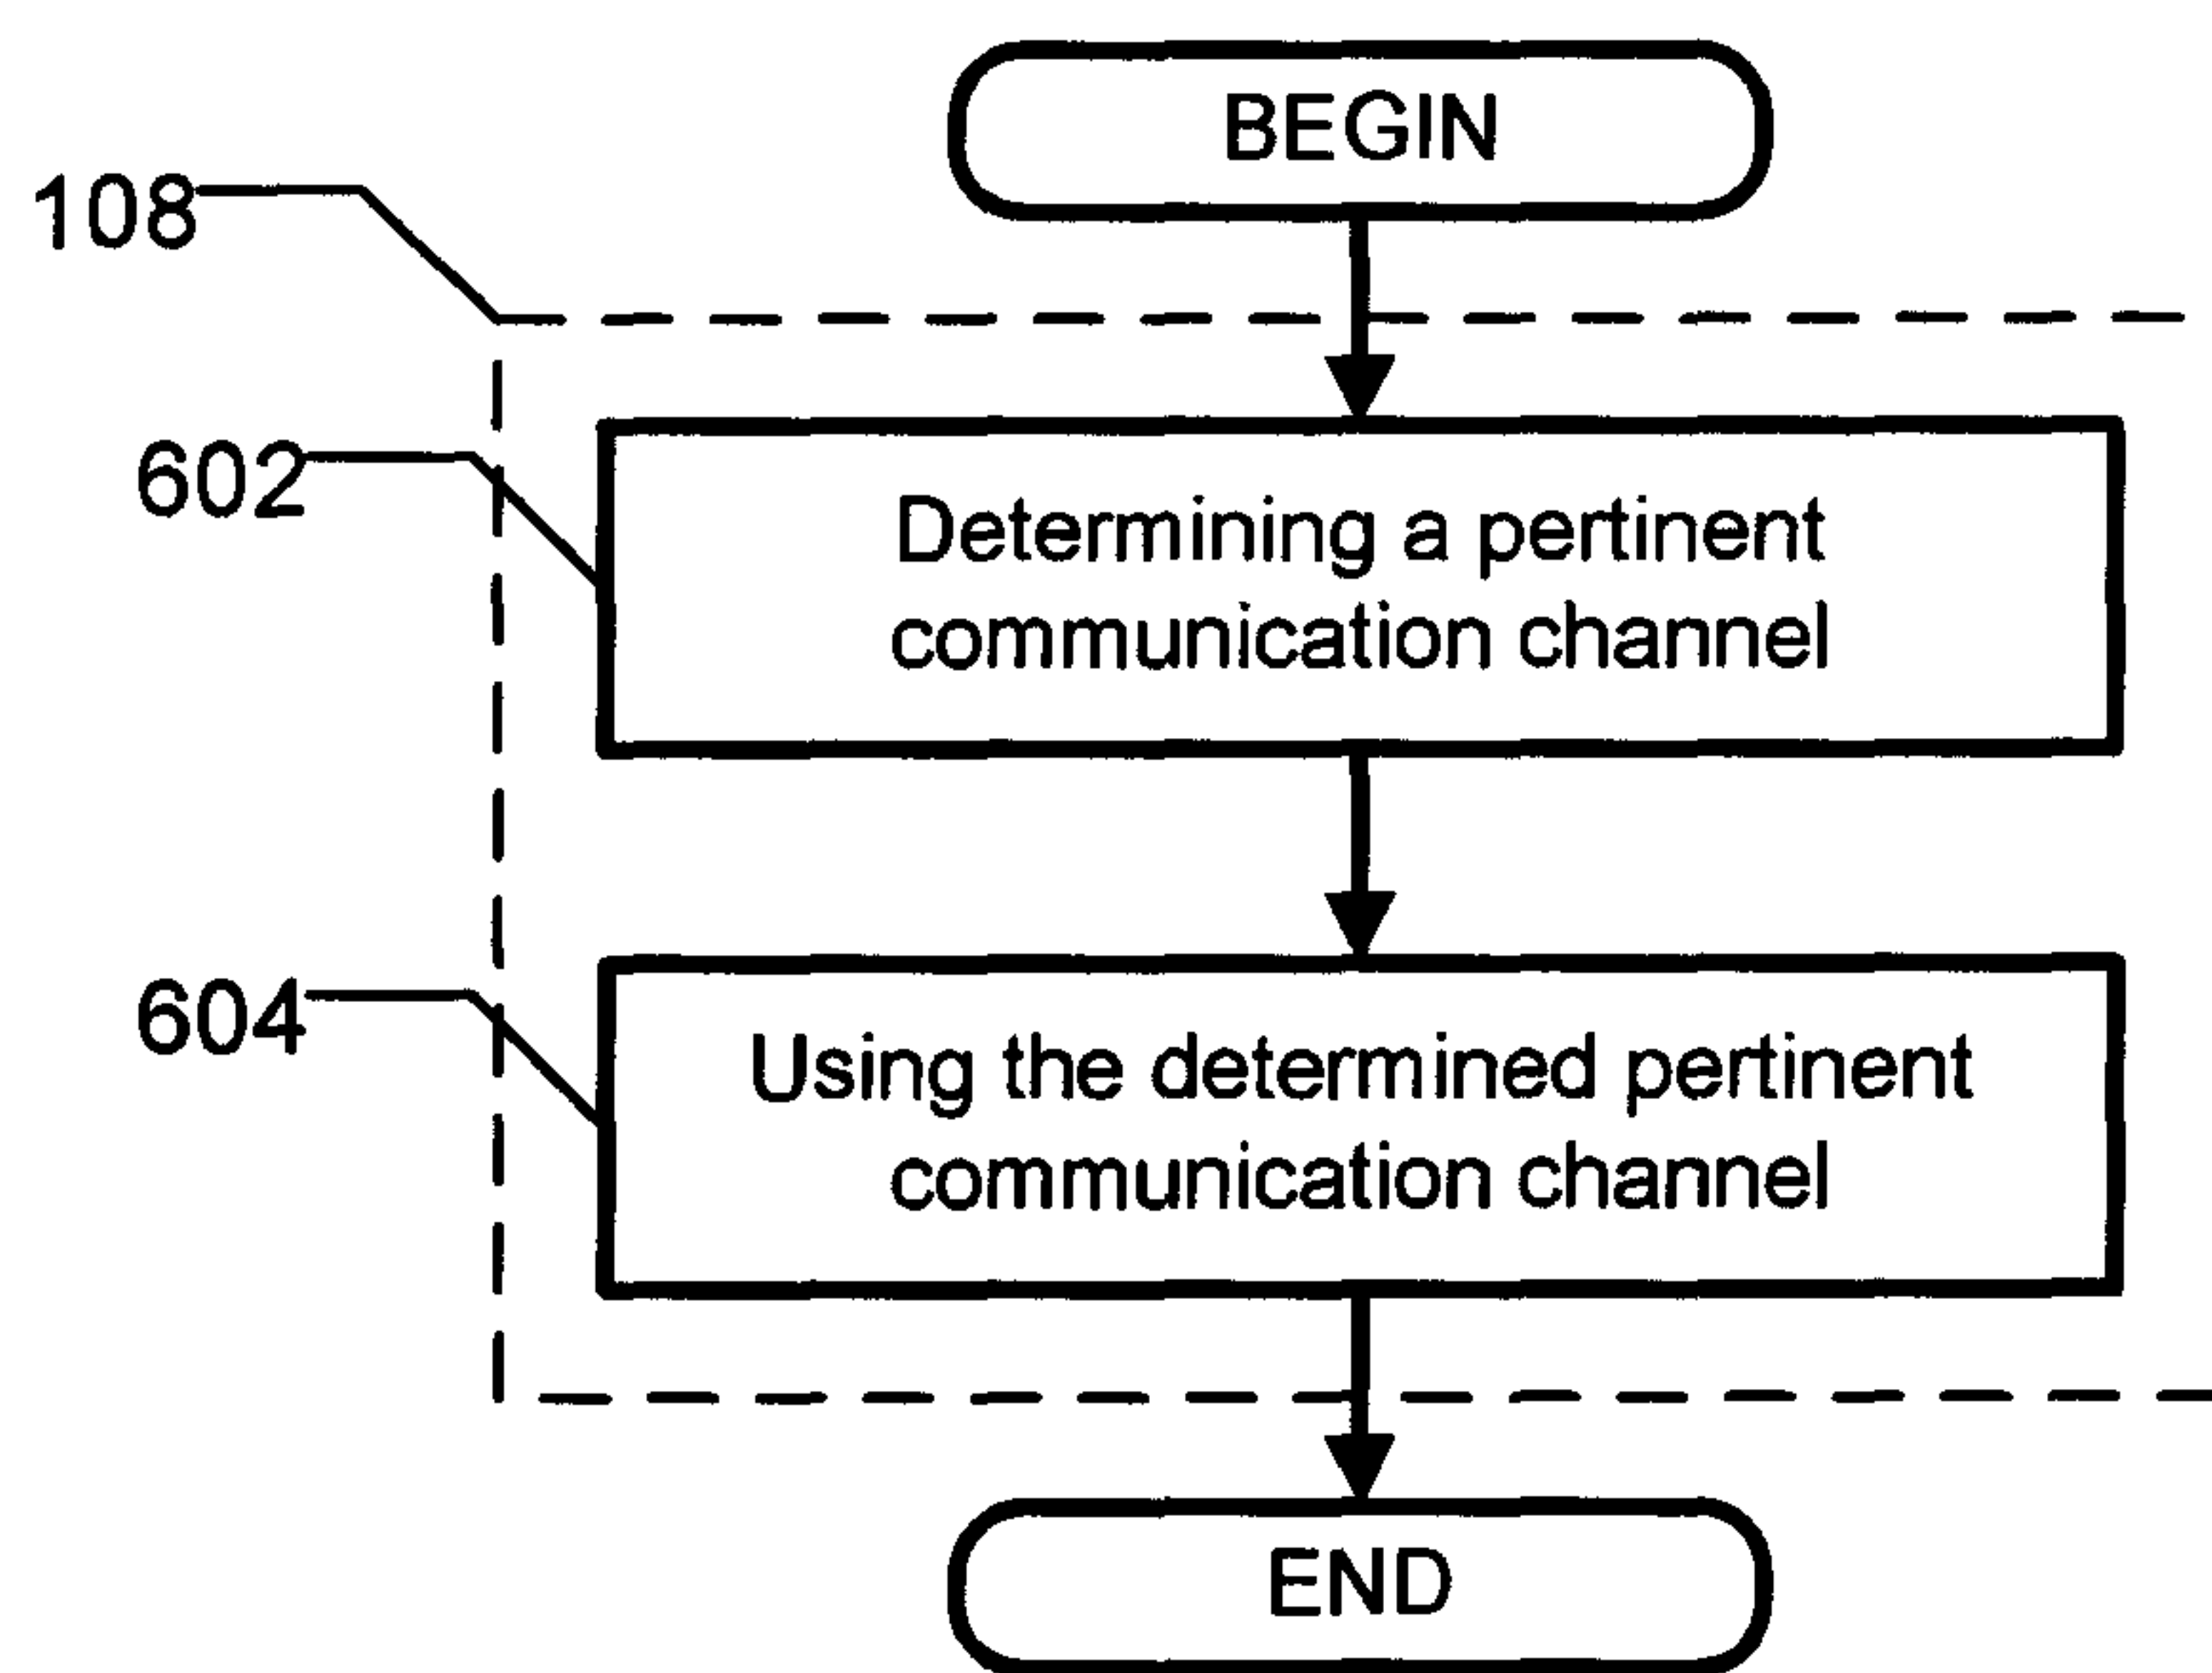 BEGIN
108
602
Determining a pertinent
communication channel
604
Using the determined pertinent
communication channel
END